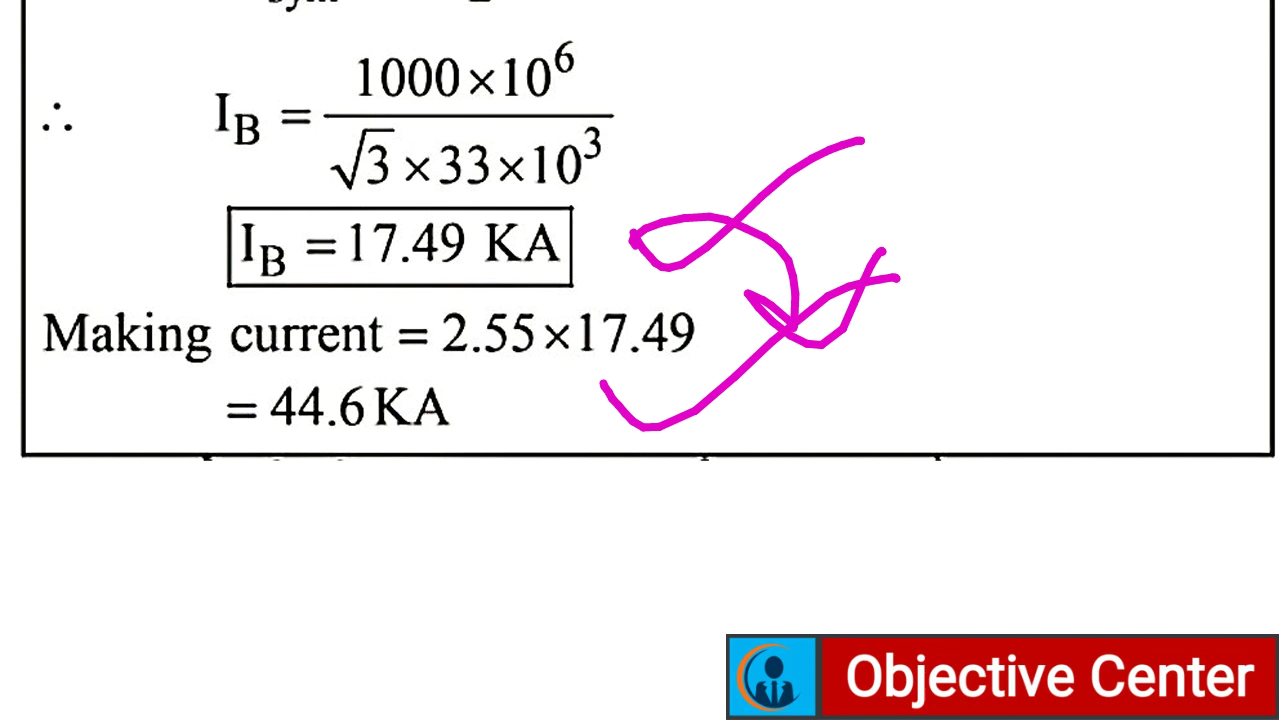 ∴ I_B = 1000×10^6 / √3×33×10^3
I_B = 17.49 KA
Making current = 2.55×17.49
= 44.6 KA
Objective Center